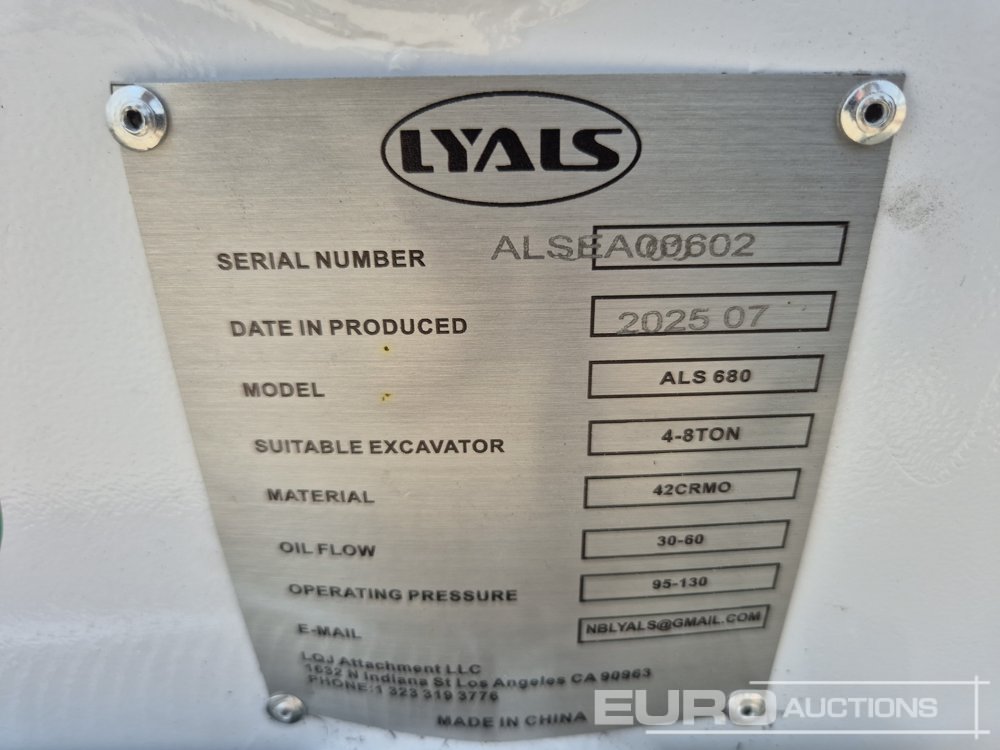 LYALS
SERIAL NUMBER ALSEA00602
DATE IN PRODUCED 2025 07
MODEL ALS 680
SUITABLE EXCAVATOR 4-8TON
MATERIAL 42CRMO
OIL FLOW 30-60
OPERATING PRESSURE 95-130
E-MAIL NBLYALS@GMAIL.COM
LQJ Attachment LLC
1632 N Indiana St Los Angeles CA 90963
PHONE:1 323 319 3776
MADE IN CHINA
EURO AUCTIONS